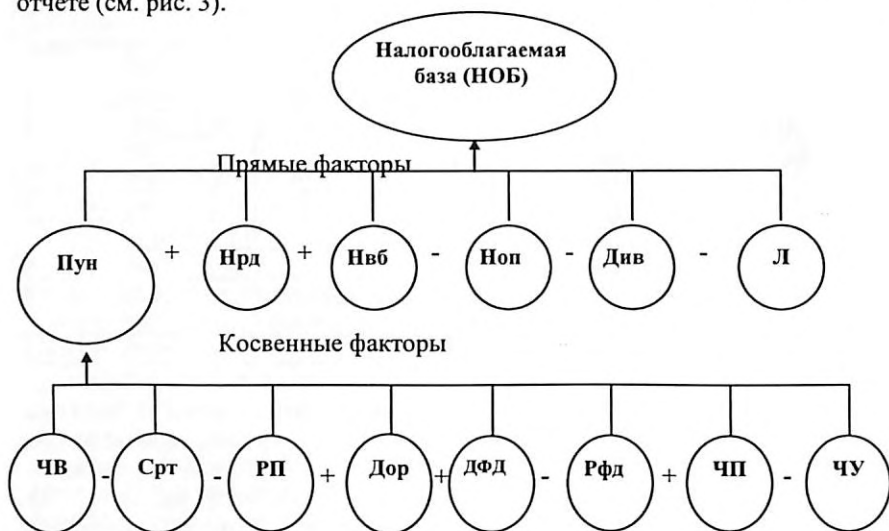 отчете (см. рис. 3).
Налогооблагаемая
база (НОБ)
Прямые факторы
Пун + Нрд + Нвб - Ноп - Див - Л
Косвенные факторы
ЧВ - Срт - РП + Дор + ДФД - Рфд + ЧП - ЧУ